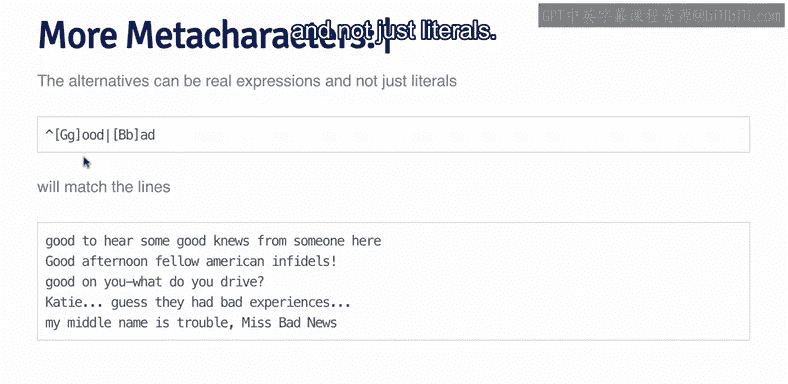 GPT中英字幕课程资源@bilibili.com
More Metacharacters: |
and not just literals.
The alternatives can be real expressions and not just literals
^[Gg]ood|[Bb]ad
will match the lines
good to hear some good knews from someone here
Good afternoon fellow american infidels!
good on you-what do you drive?
Katie... guess they had bad experiences...
my middle name is trouble, Miss Bad News